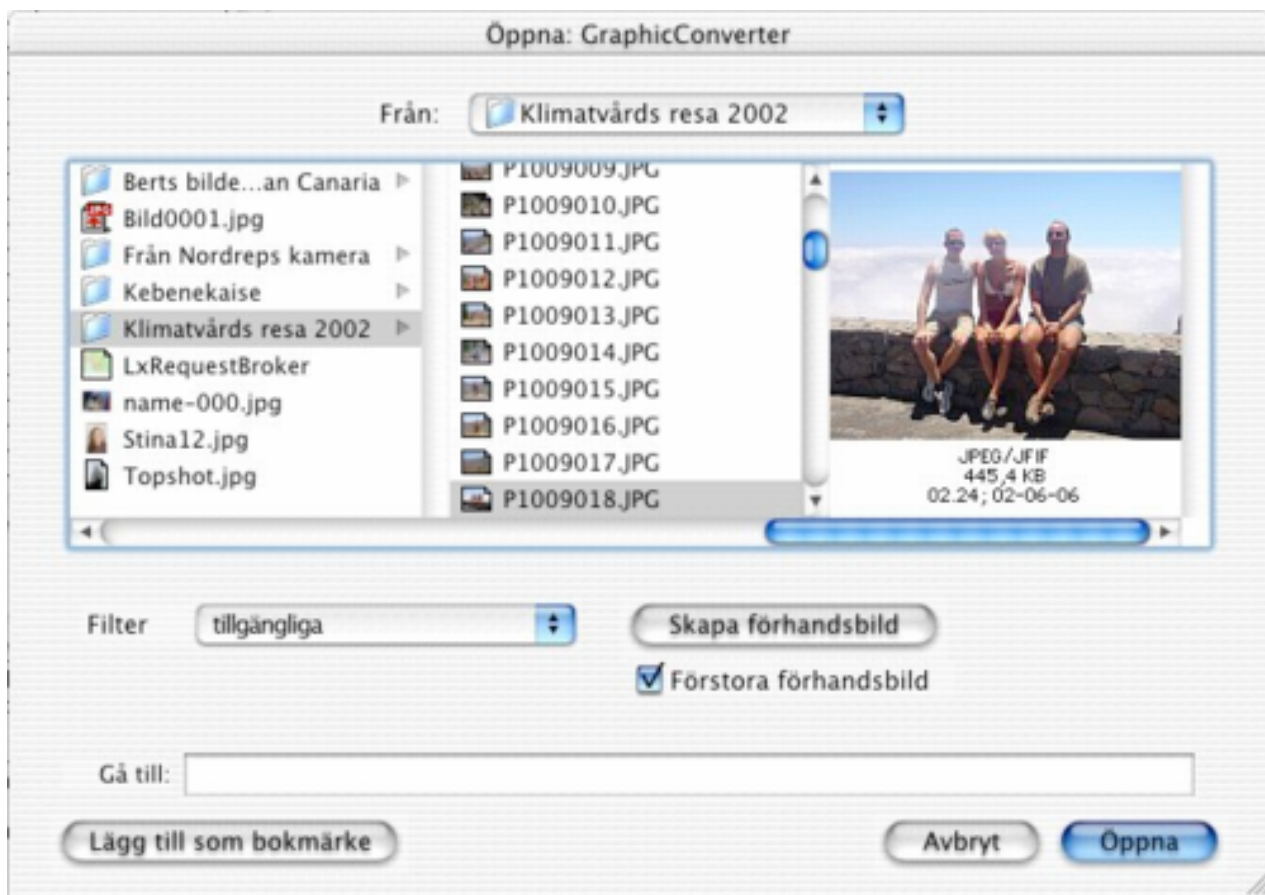 Öppna: GraphicConverter
Från: Klimatvårds resa 2002
Berts bilde...an Canaria
Bild0001.jpg
Från Nordreps kamera
Kebenekaise
Klimatvårds resa 2002
LxRequestBroker
name-000.jpg
Stina12.jpg
Topshot.jpg
P1009009.JPG
P1009010.JPG
P1009011.JPG
P1009012.JPG
P1009013.JPG
P1009014.JPG
P1009015.JPG
P1009016.JPG
P1009017.JPG
P1009018.JPG
JPEG/JFIF
445,4 KB
02.24; 02-06-06
Filter tillgängliga
Skapa förhandsbild
Förstora förhandsbild
Gå till:
Lägg till som bokmärke
Avbryt
Öppna